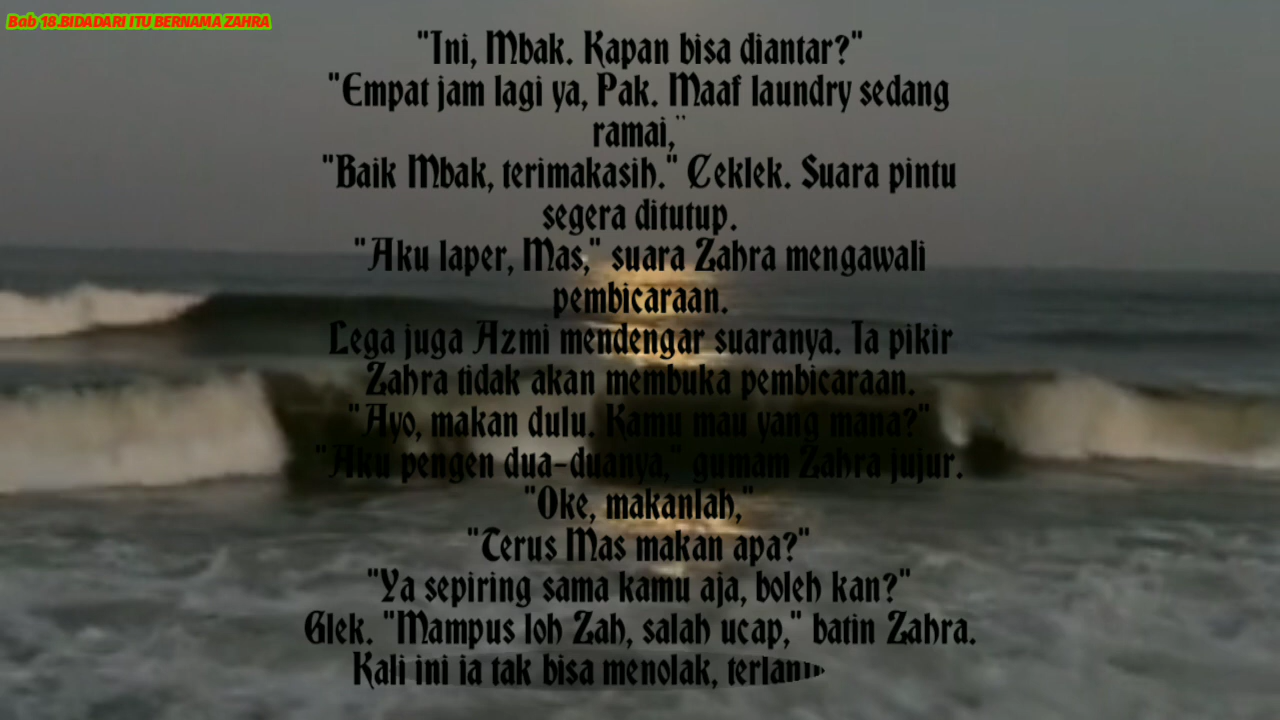 Bab 18.BIDADARI ITU BERNAMA ZAHRA
"Ini, Mbak. Kapan bisa diantar?"
"Empat jam lagi ya, Pak. Maaf laundry sedang
ramai,"
"Baik Mbak, terimakasih." Ceklek. Suara pintu
segera ditutup.
"Aku laper, Mas," suara Zahra mengawali
pembicaraan.
Lega juga Azmi mendengar suaranya. Ia pikir
Zahra tidak akan membuka pembicaraan.
"Ayo, makan dulu. Kamu mau yang mana?"
"Aku pengen dua-duanya," gumam Zahra jujur.
"Oke, makanlah,"
"Terus Mas makan apa?"
"Ya sepiring sama kamu aja, boleh kan?"
Glek. "Mampus loh Zah, salah ucap," batin Zahra.
Kali ini ia tak bisa menolak,